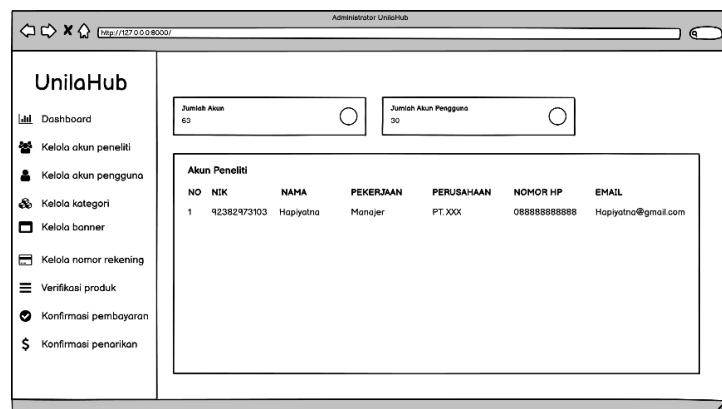 Administrator UnilaHub
http://127.0.0.0:8000/
UnilaHub
Dashboard
Kelola akun peneliti
Kelola akun pengguna
Kelola kategori
Kelola banner
Kelola nomor rekening
Verifikasi produk
Konfirmasi pembayaran
Konfirmasi penarikan
Jumlah Akun
63
Jumlah Akun Pengguna
30
Akun Peneliti
NO NIK NAMA PEKERJAAN PERUSAHAAN NOMOR HP EMAIL
1 92382973103 Hapiyatna Manajer PT. XXX 088888888888 Hapiyatna@gmail.com